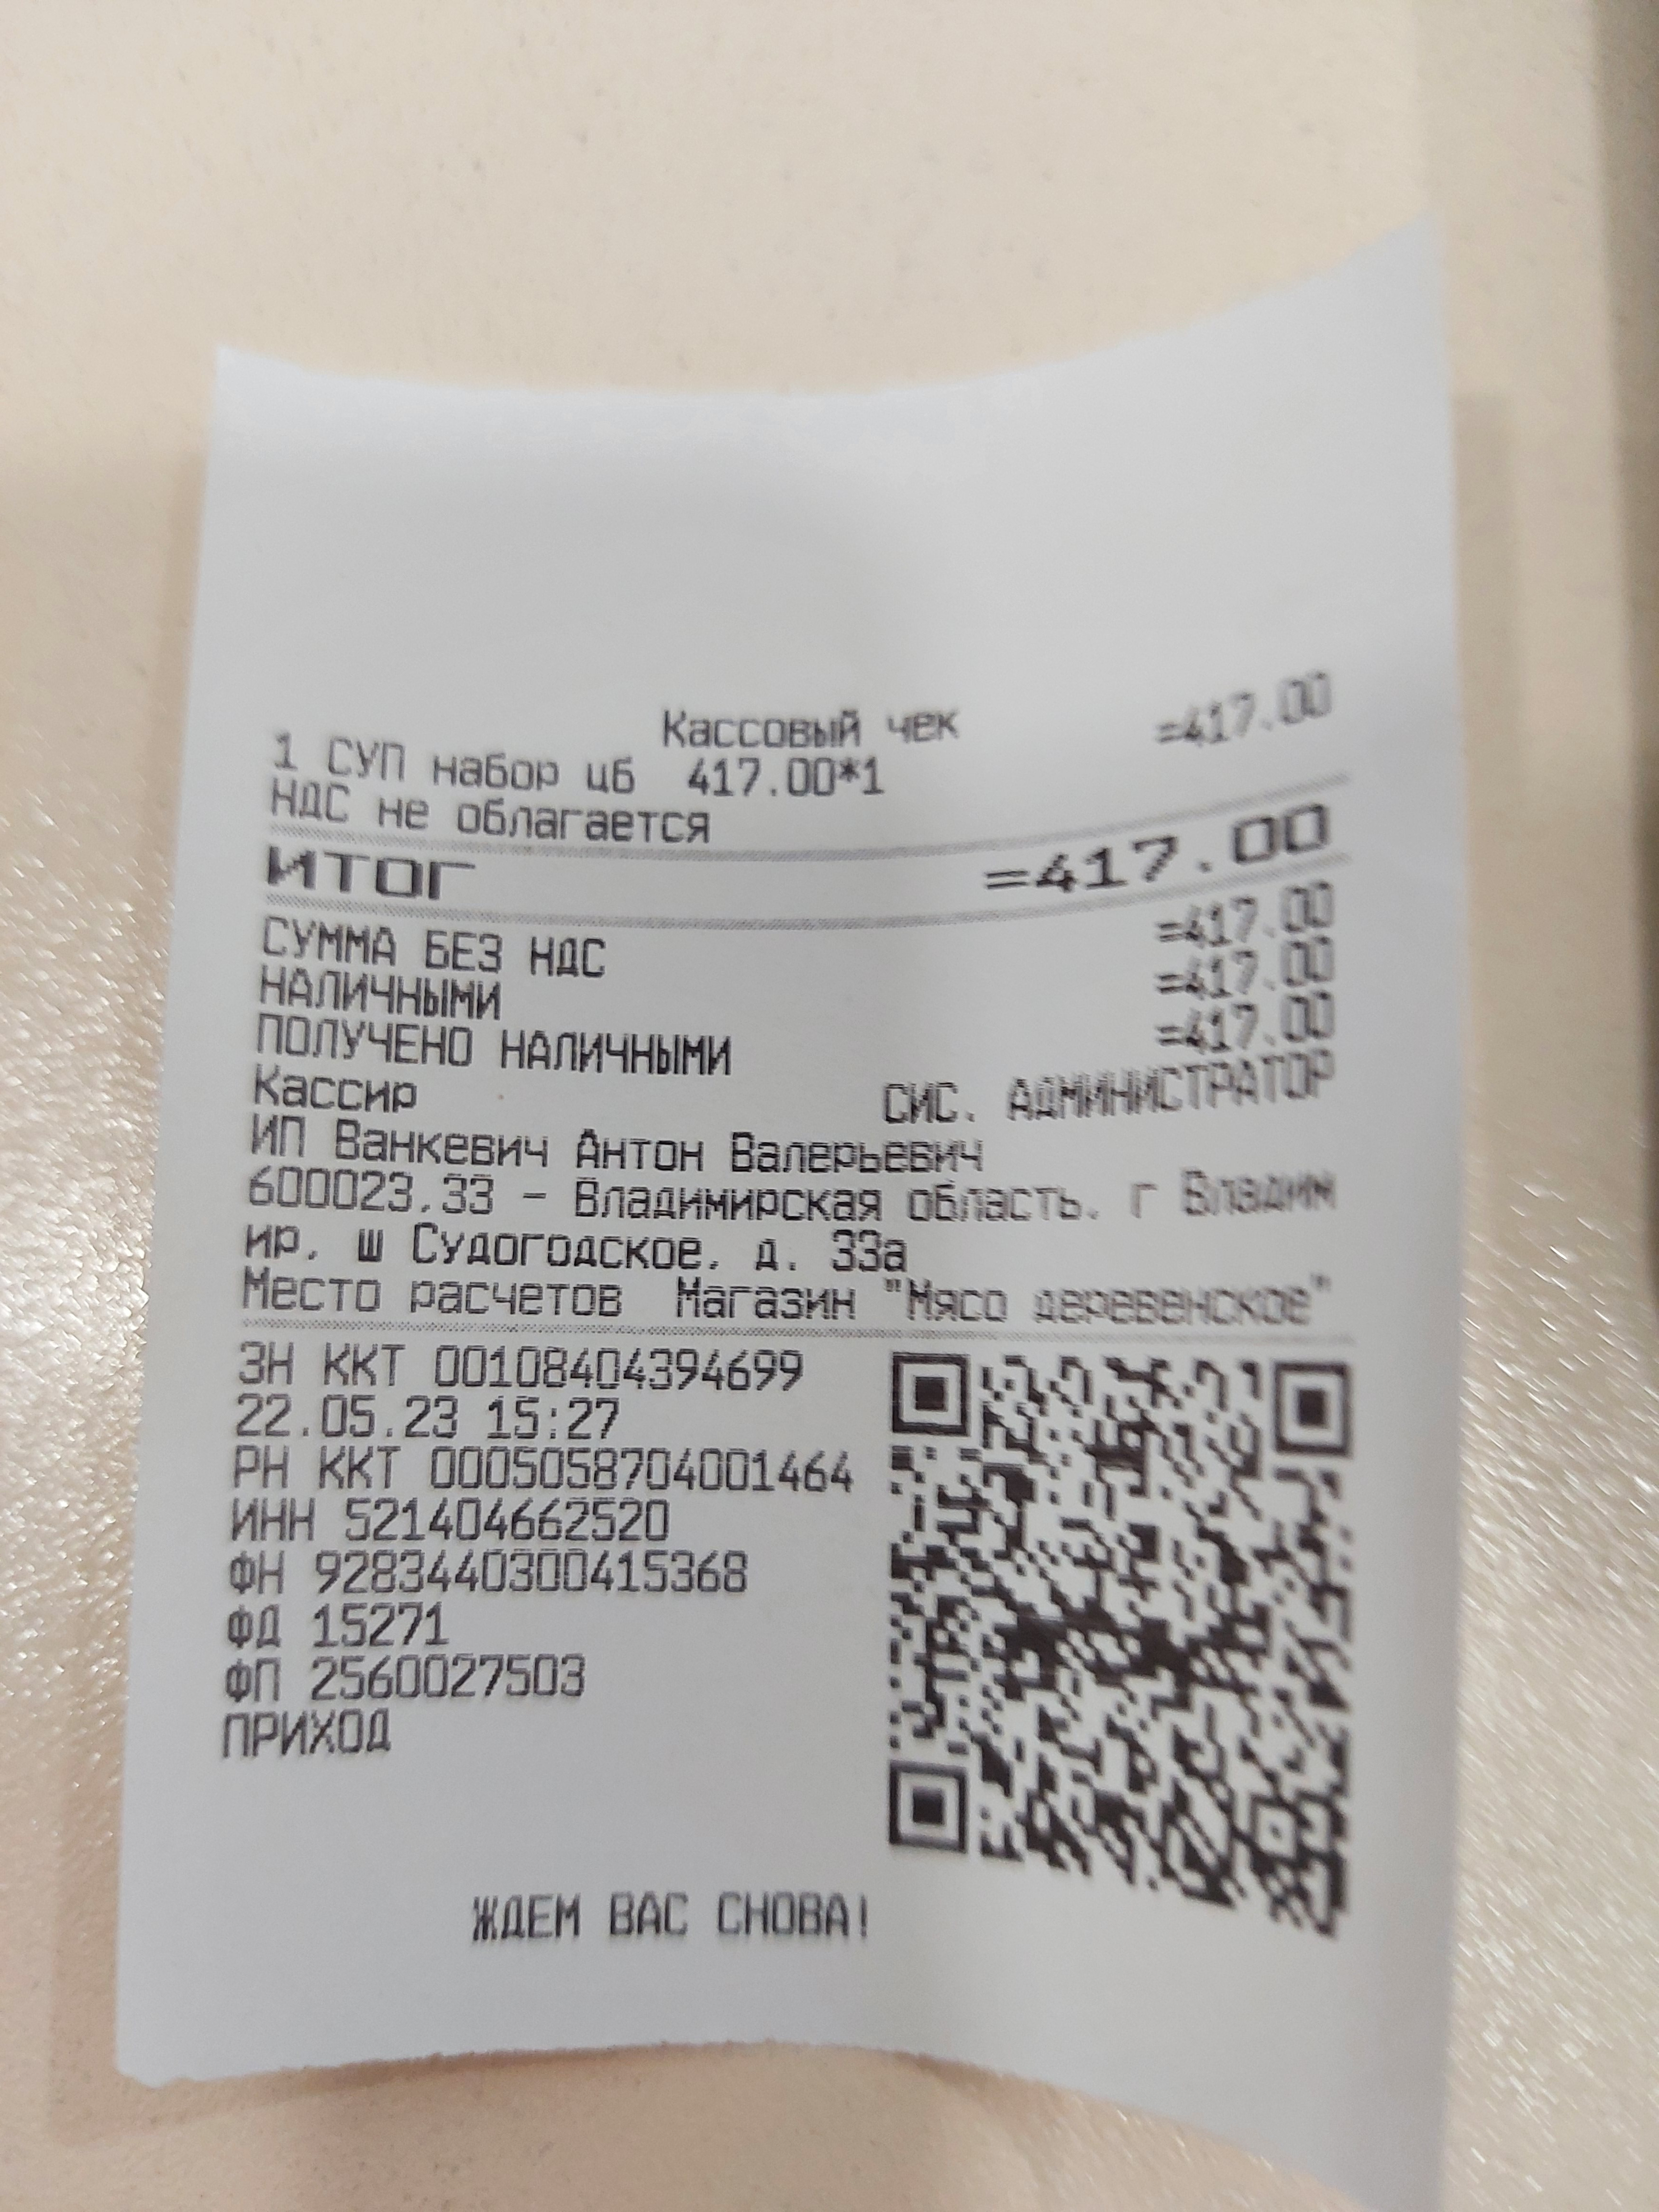 Кассовый чек
1 СУП набор цб 417.00*1 =417.00
НДС не облагается
ИТОГ =417.00
СУММА БЕЗ НДС =417.00
НАЛИЧНЫМИ =417.00
ПОЛУЧЕНО НАЛИЧНЫМИ =417.00
Кассир СИС. АДМИНИСТРАТОР
ИП Ванкевич Антон Валерьевич
600023,33 - Владимирская область, г Владим
ир, ш Судогодское, д. 33а
Место расчетов Магазин "Мясо деревенское"
ЗН ККТ 00108404394699
22.05.23 15:27
РН ККТ 0005058704001464
ИНН 521404662520
ФН 9283440300415368
ФД 15271
ФП 2560027503
ПРИХОД
ЖДЕМ ВАС СНОВА!